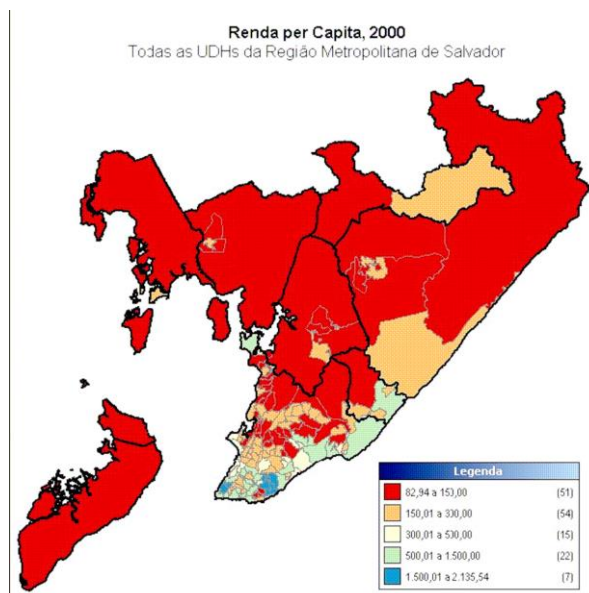 Renda per Capita, 2000
Todas as UDHs da Região Metropolitana de Salvador
Legenda
82,94 a 153,00 (51)
150,01 a 330,00 (54)
300,01 a 530,00 (15)
500,01 a 1.500,00 (22)
1.500,01 a 2.135,54 (7)